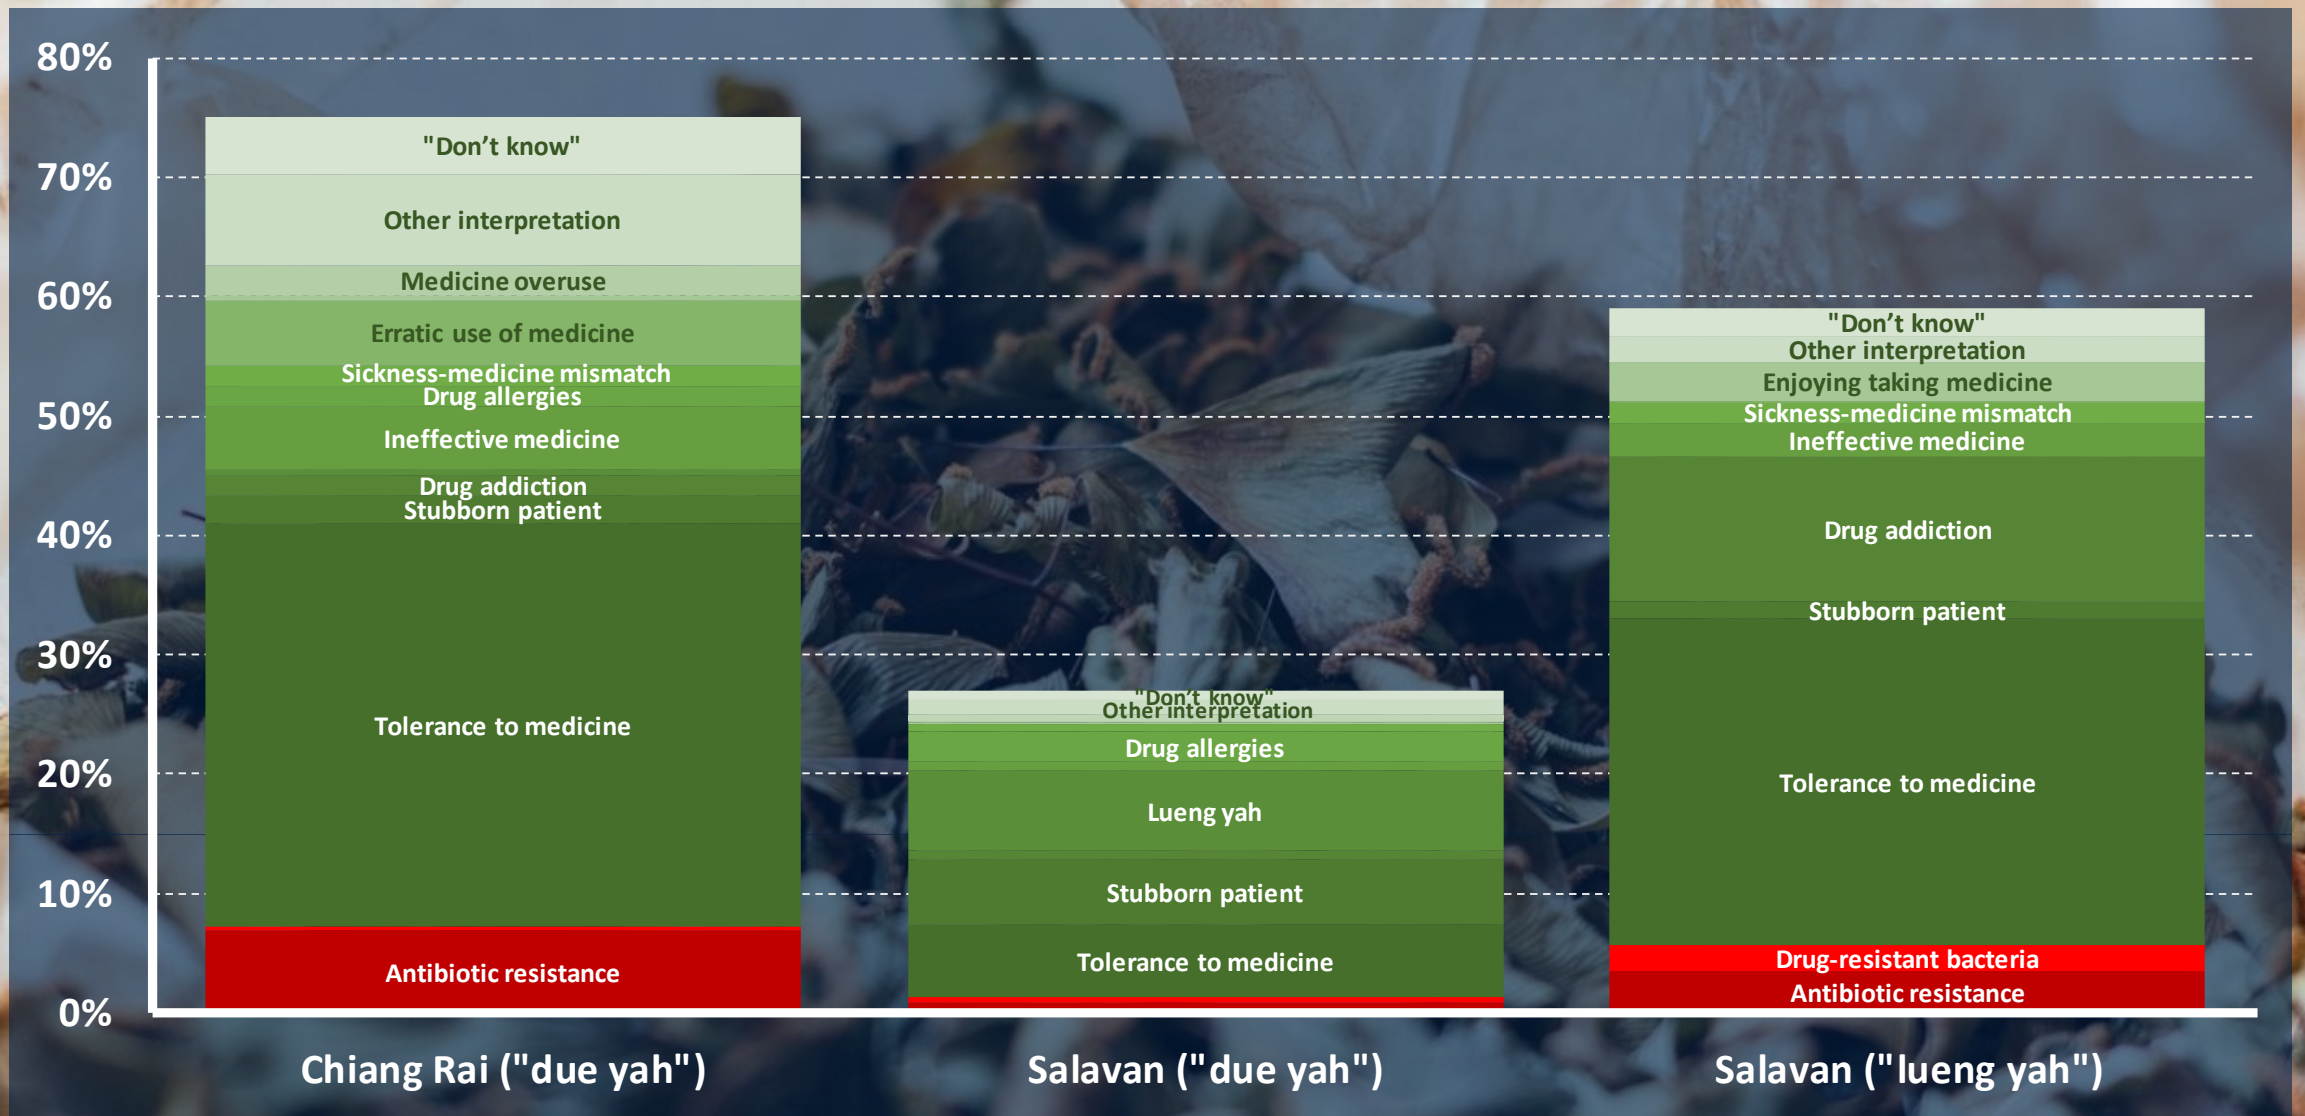 80%
70%
60%
50%
40%
30%
20%
10%
0%
"Don't know"
Other interpretation
Medicine overuse
Erratic use of medicine
Sickness-medicine mismatch
Drug allergies
Ineffective medicine
Drug addiction
Stubborn patient
Tolerance to medicine
Antibiotic resistance
"Don't know"
Other interpretation
Drug allergies
Lueng yah
Stubborn patient
Tolerance to medicine
"Don't know"
Other interpretation
Enjoying taking medicine
Sickness-medicine mismatch
Ineffective medicine
Drug addiction
Stubborn patient
Tolerance to medicine
Drug-resistant bacteria
Antibiotic resistance
Chiang Rai ("due yah")
Salavan ("due yah")
Salavan ("lueng yah")